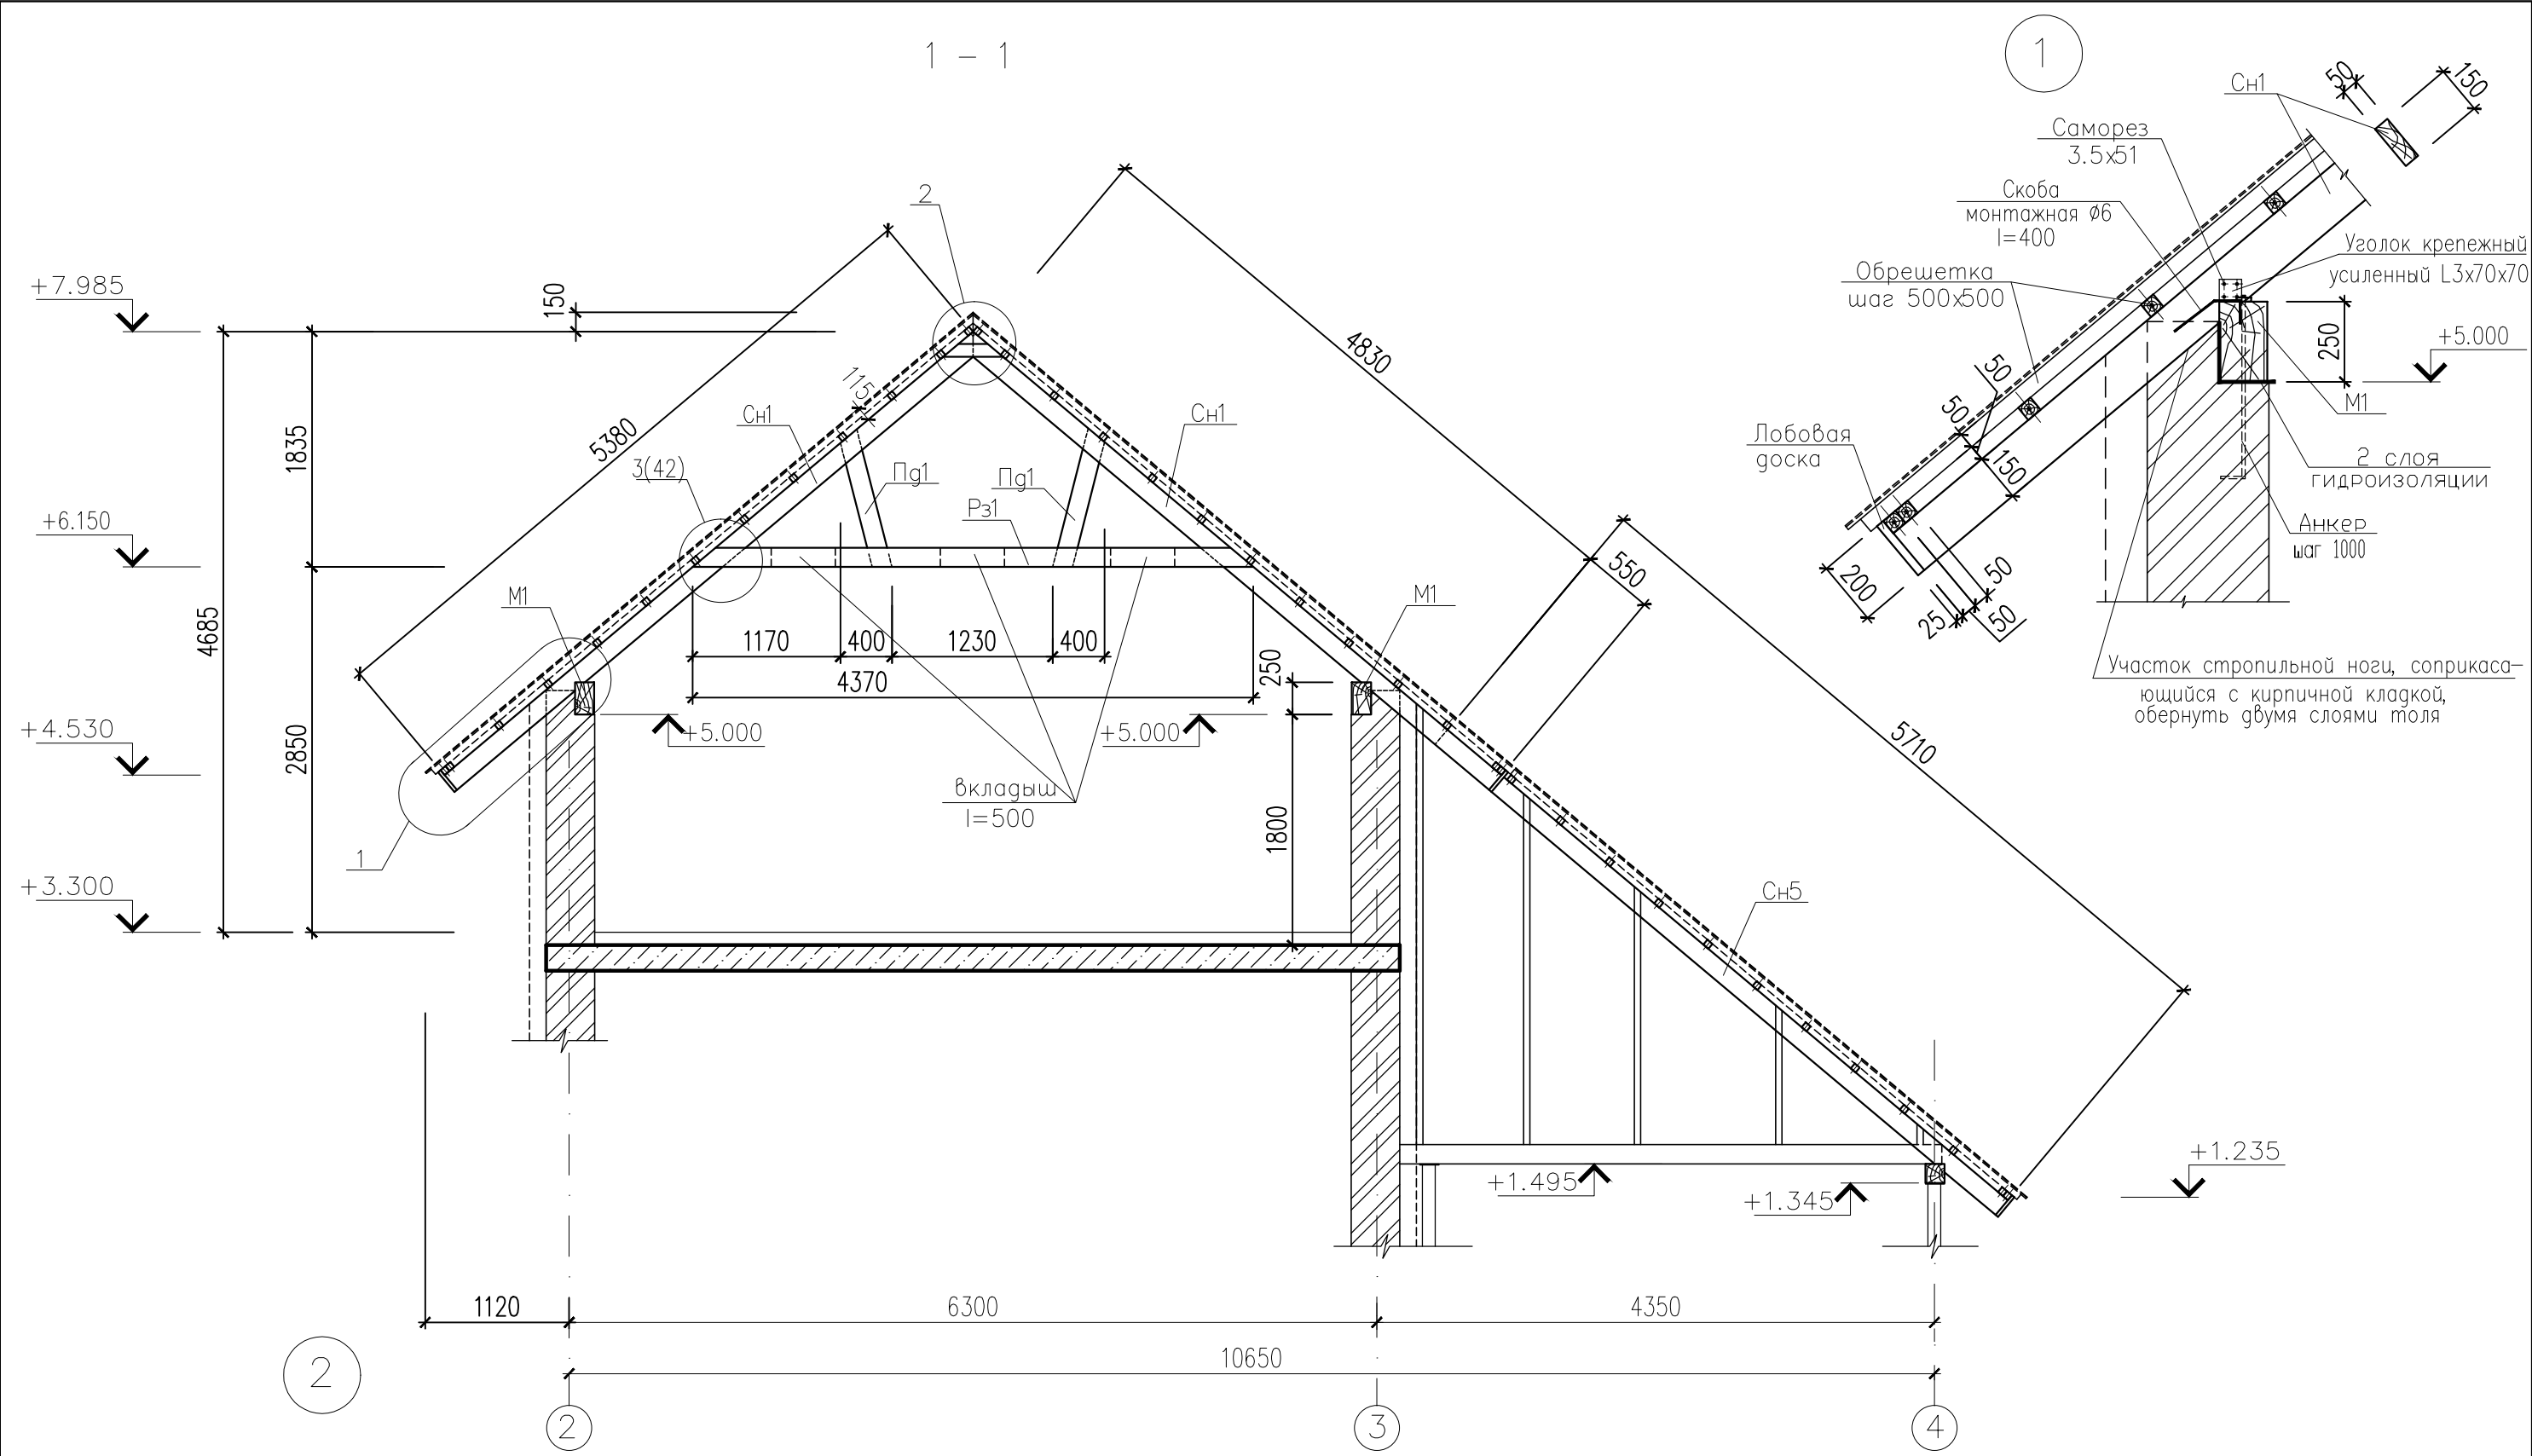 1 - 1
1
Сн1
50
150
Саморез
3.5х51
Скоба
монтажная Ø6
l=400
Уголок крепежный
усиленный L3х70х70
Обрешетка
шаг 500х500
250
+5.000
М1
50
50
150
Лобовая
доска
2 слоя
гидроизоляции
Анкер
шаг 1000
200
25
50
50
Участок стропильной ноги, соприкаса-
ющийся с кирпичной кладкой,
обернуть двумя слоями толя
2
+7.985
150
4830
5380
115
Сн1
Сн1
1835
3(42)
Пд1
Пд1
Рз1
+6.150
550
М1
М1
4685
1170
400
1230
400
4370
250
+4.530
+5.000
+5.000
2850
5710
вкладыш
l=500
1800
1
+3.300
Сн5
+1.495
+1.345
+1.235
1120
6300
4350
10650
2
2
3
4